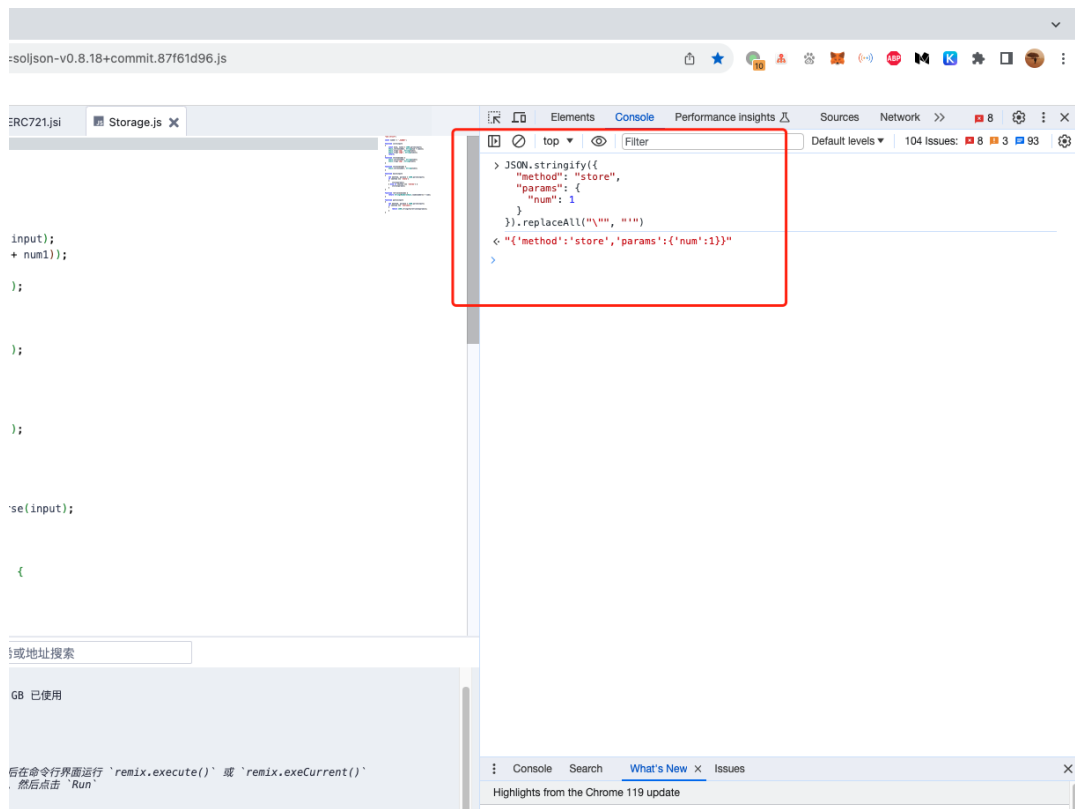 =soljson-v0.8.18+commit.87f61d96.js
10
ABP
K
ERC721.jsi
Storage.js
Elements
Console
Performance insights
Sources
Network
8
top
Filter
Default levels
104 Issues:
8
3
93
JSON.stringify({
"method": "store",
"params": {
"num": 1
}
}).replaceAll("\"", "'")
"{'method':'store','params':{'num':1}}"
input);
+ num1));
);
);
);
rse(input);
{
或地址搜索
GB 已使用
后在命令行界面运行 `remix.execute()` 或 `remix.exeCurrent()`
，然后点击 `Run`
Console
Search
What's New
Issues
Highlights from the Chrome 119 update